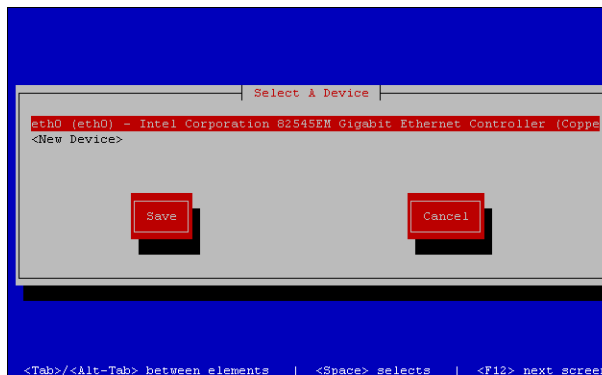 Select A Device
eth0 (eth0) - Intel Corporation 82545EM Gigabit Ethernet Controller (Coppe
<New Device>
Save Cancel
<Tab>/<Alt-Tab> between elements | <Space> selects | <F12> next screen